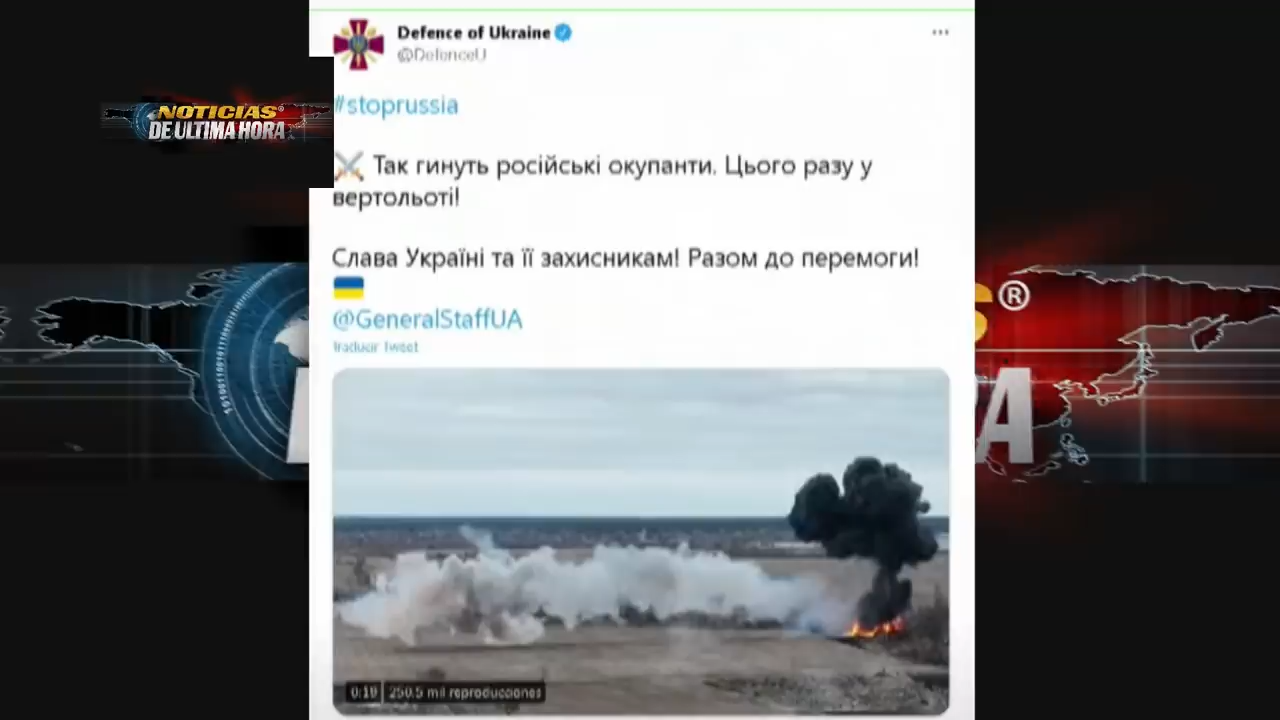 Defence of Ukraine
@DefenceU
#stoprussia
NOTICIAS®
DE ULTIMA HORA
⚔️ Так гинуть російські окупанти. Цього разу у
вертольоті!
Слава Україні та її захисникам! Разом до перемоги!
🇺🇦
@GeneralStaffUA
Traducir Tweet
®
A
0:19 250.5 mil reproducciones